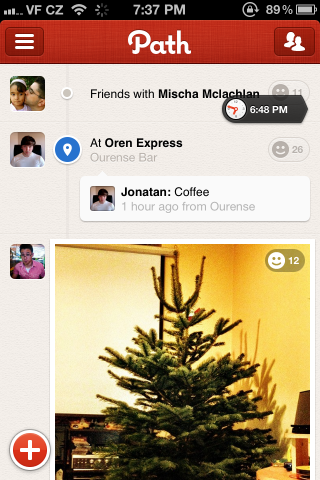 VF CZ 7:37 PM 89%
Path
Friends with Mischa Mclachlan
11
6:48 PM
At Oren Express
26
Ourense Bar
Jonatan: Coffee
1 hour ago from Ourense
12